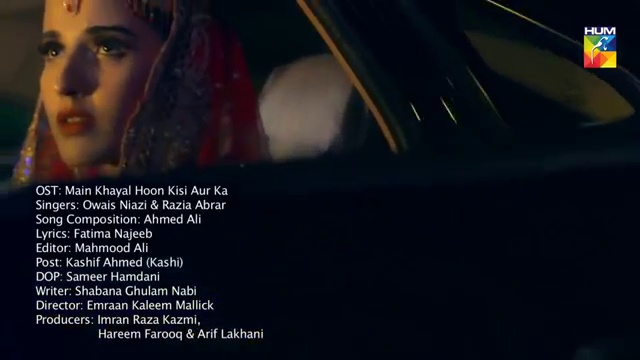 HUM
OST: Main Khayal Hoon Kisi Aur Ka
Singers: Owais Niazi & Razia Abrar
Song Composition: Ahmed Ali
Lyrics: Fatima Najeeb
Editor: Mahmood Ali
Post: Kashif Ahmed (Kashi)
DOP: Sameer Hamdani
Writer: Shabana Ghulam Nabi
Director: Emraan Kaleem Mallick
Producers: Imran Raza Kazmi,
Hareem Farooq & Arif Lakhani